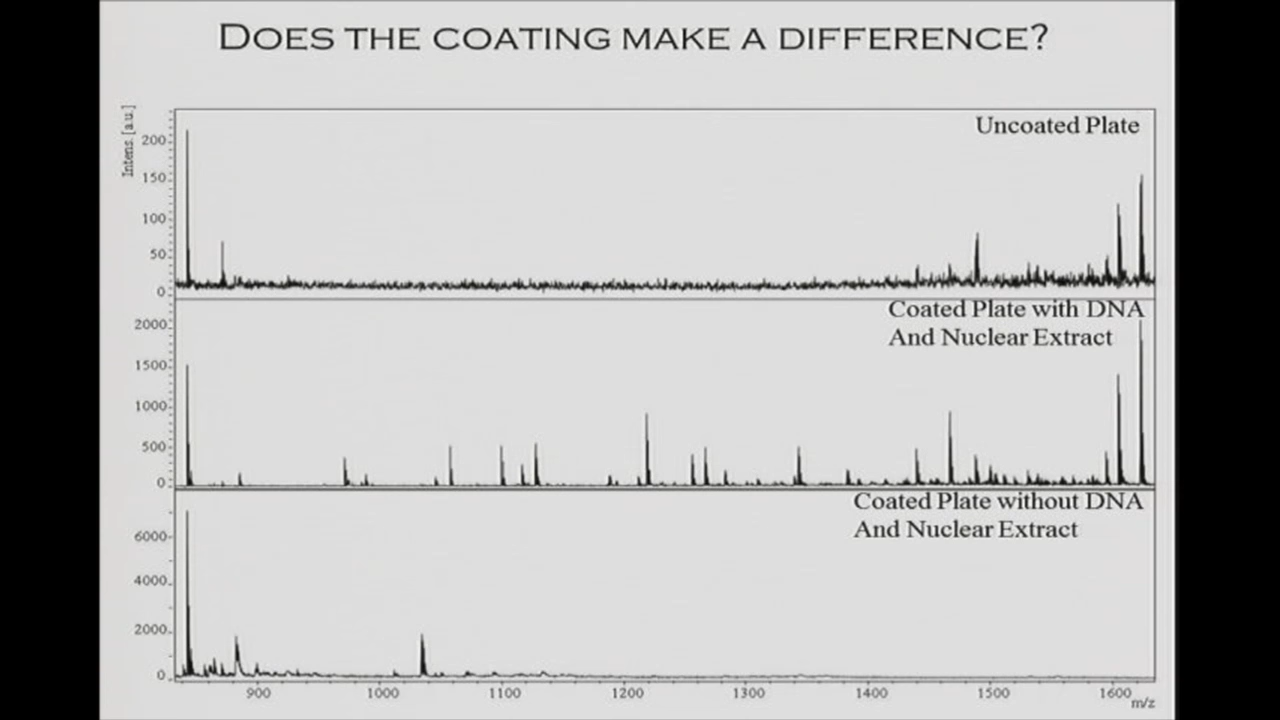 DOES THE COATING MAKE A DIFFERENCE?
Intens. [a.u.]
Uncoated Plate
200
150
100
50
0
Coated Plate with DNA
And Nuclear Extract
2000
1500
1000
500
0
Coated Plate without DNA
And Nuclear Extract
6000
4000
2000
0
900 1000 1100 1200 1300 1400 1500 1600
m/z